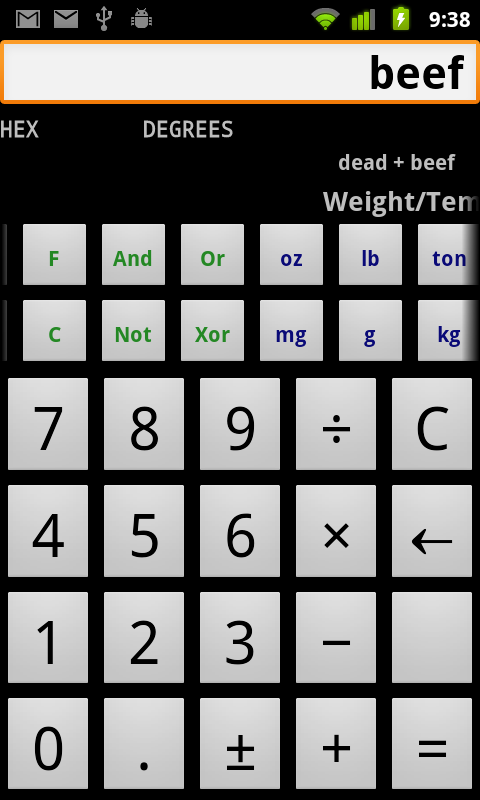 9:38
beef
HEX DEGREES
dead + beef
Weight/Tem
F And Or oz lb ton
C Not Xor mg g kg
7 8 9 ÷ C
4 5 6 × ←
1 2 3 −
0 . ± + =